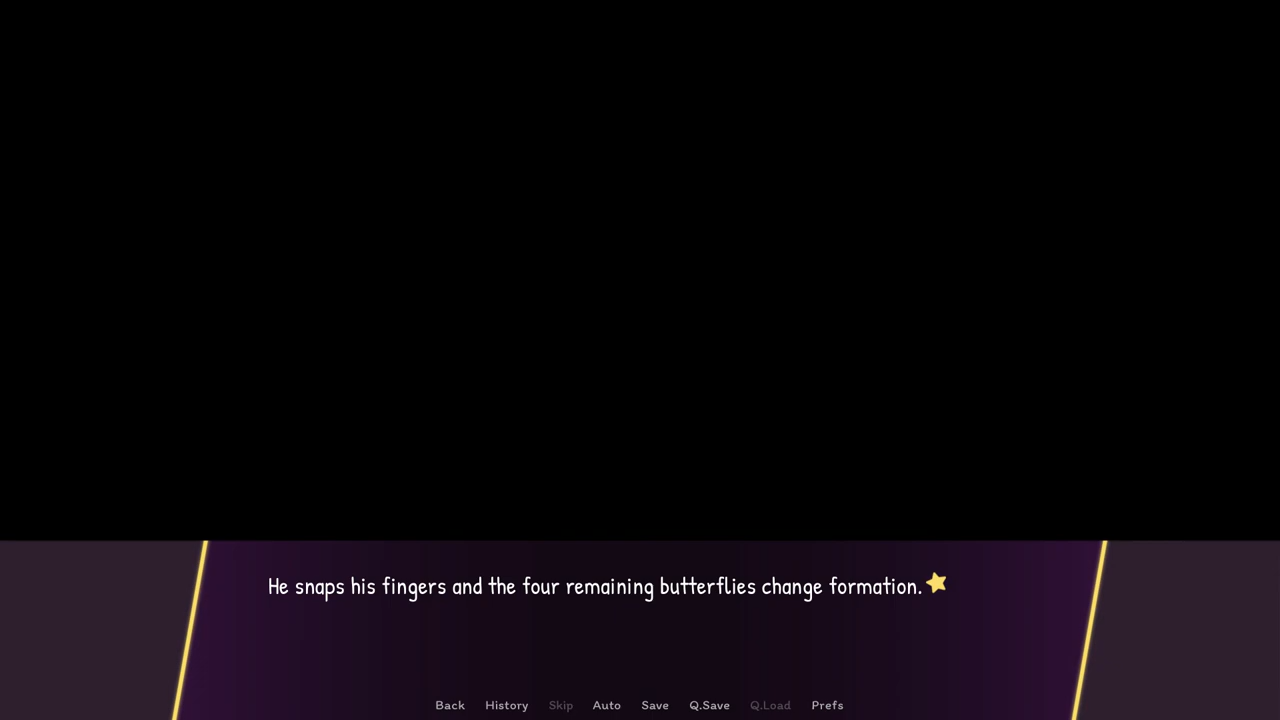 He snaps his fingers and the four remaining butterflies change formation.
Back History Skip Auto Save Q.Save Q.Load Prefs